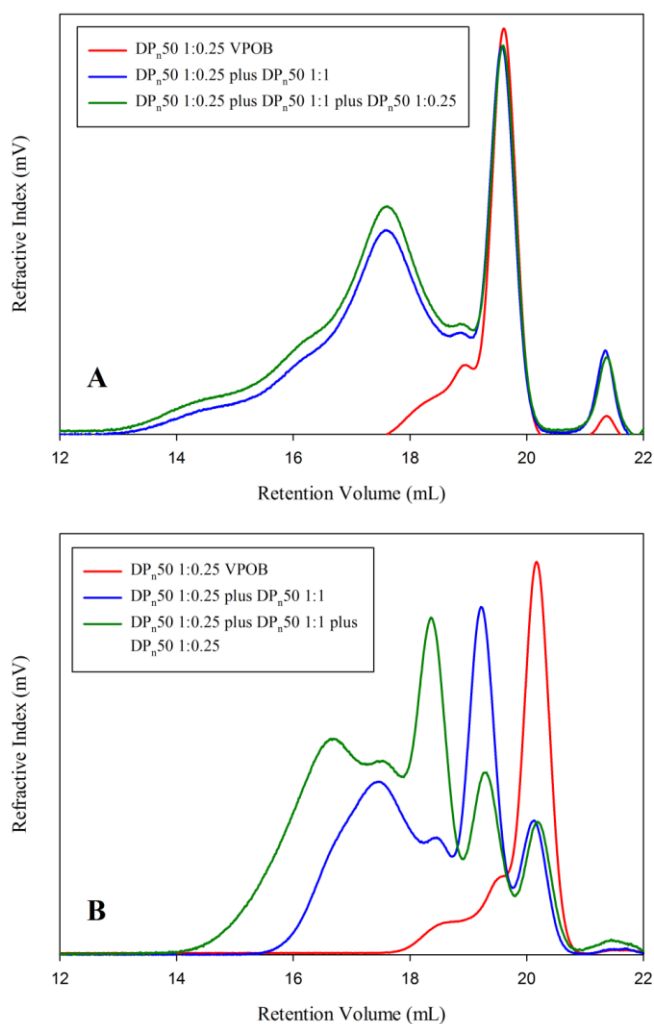 DPn50 1:0.25 VPOB
DPn50 1:0.25 plus DPn50 1:1
DPn50 1:0.25 plus DPn50 1:1 plus DPn50 1:0.25
Refractive Index (mV)
A
12 14 16 18 20 22
Retention Volume (mL)
DPn50 1:0.25 VPOB
DPn50 1:0.25 plus DPn50 1:1
DPn50 1:0.25 plus DPn50 1:1 plus
DPn50 1:0.25
Refractive Index (mV)
B
12 14 16 18 20 22
Retention Volume (mL)